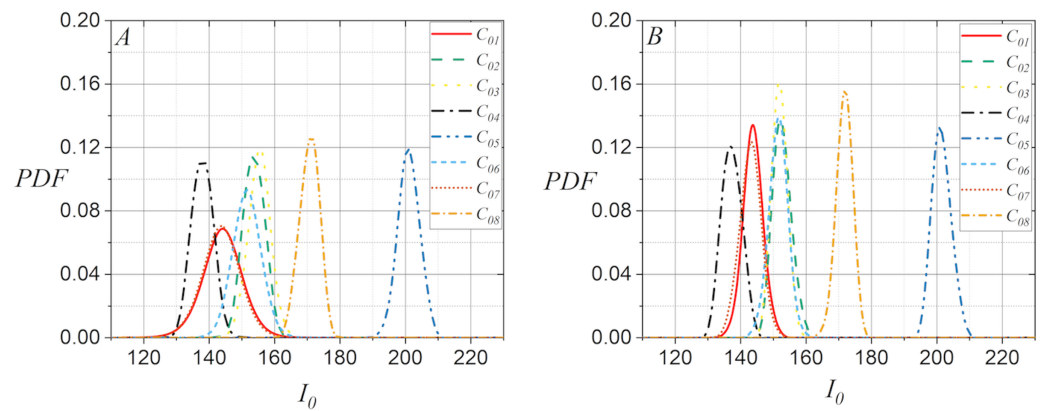 A
PDF
0.20
0.16
0.12
0.08
0.04
0.00
120 140 160 180 200 220
I₀
C₀₁
C₀₂
C₀₃
C₀₄
C₀₅
C₀₆
C₀₇
C₀₈
B
PDF
0.20
0.16
0.12
0.08
0.04
0.00
120 140 160 180 200 220
I₀
C₀₁
C₀₂
C₀₃
C₀₄
C₀₅
C₀₆
C₀₇
C₀₈